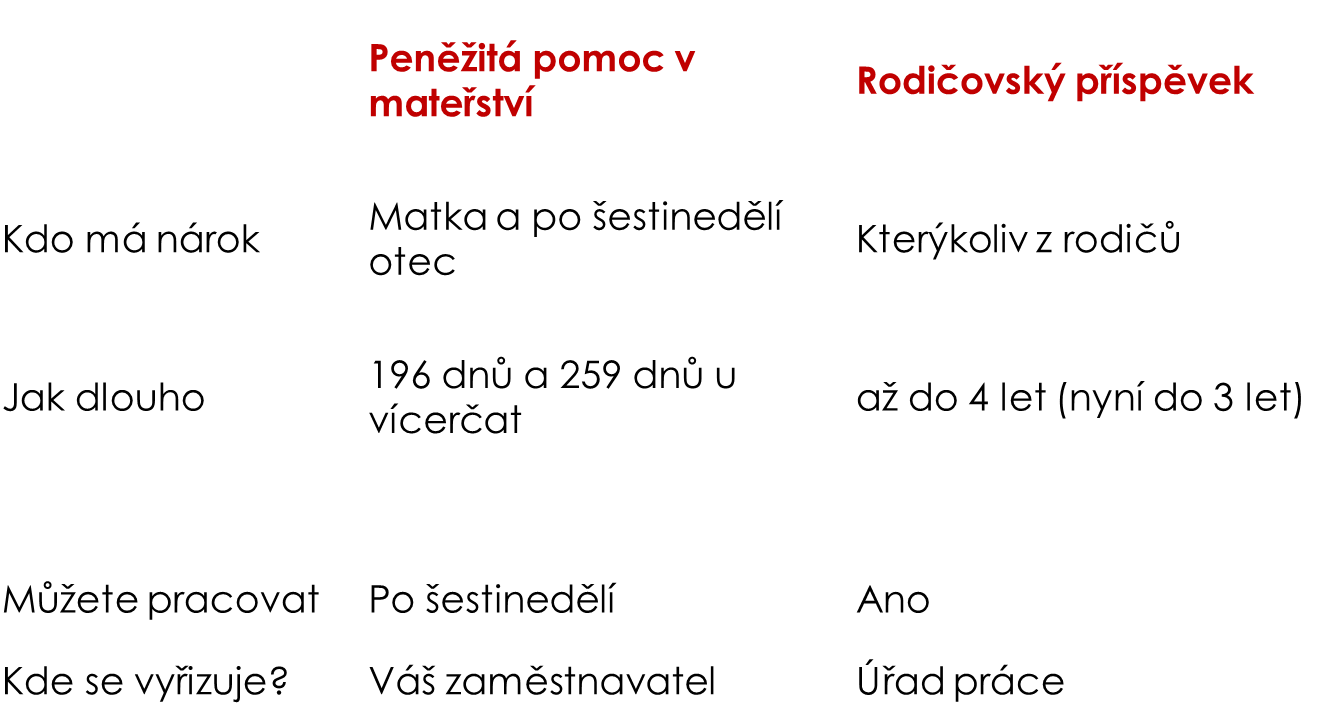 Peněžitá pomoc v
mateřství
Rodičovský příspěvek
Kdo má nárok
Matka a po šestinedělí
otec
Kterýkoliv z rodičů
Jak dlouho
196 dnů a 259 dnů u
vícerčat
až do 4 let (nyní do 3 let)
Můžete pracovat
Po šestinedělí
Ano
Kde se vyřizuje?
Váš zaměstnavatel
Úřad práce